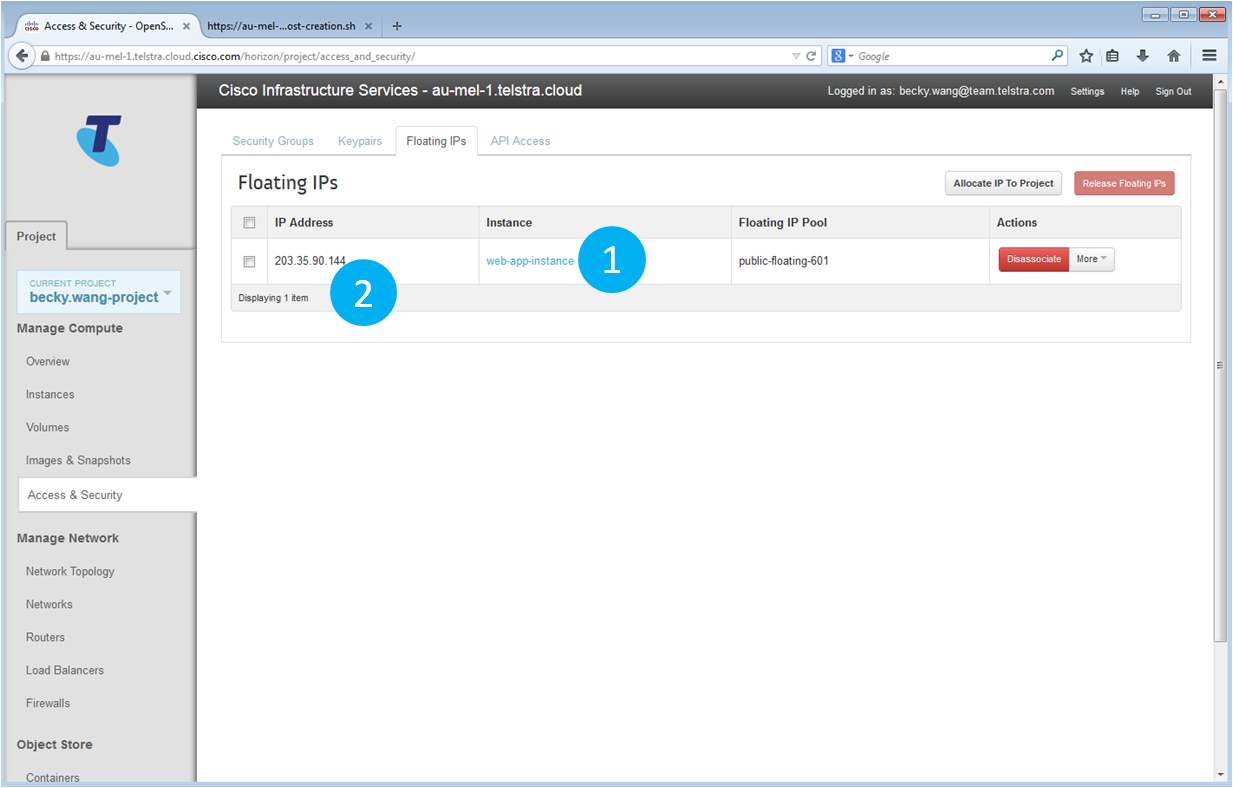 Access & Security - OpenS...
https://au-mel-...ost-creation.sh
https://au-mel-1.telstra.cloud.cisco.com/horizon/project/access_and_security/
Google
Cisco Infrastructure Services - au-mel-1.telstra.cloud
Logged in as: becky.wang@team.telstra.com Settings Help Sign Out
Project
CURRENT PROJECT
becky.wang-project
Manage Compute
Overview
Instances
Volumes
Images & Snapshots
Access & Security
Manage Network
Network Topology
Networks
Routers
Load Balancers
Firewalls
Object Store
Containers
Security Groups Keypairs Floating IPs API Access
Floating IPs
Allocate IP To Project Release Floating IPs
IP Address Instance Floating IP Pool Actions
203.35.90.144 web-app-instance 1 public-floating-601 Disassociate More
2
Displaying 1 item